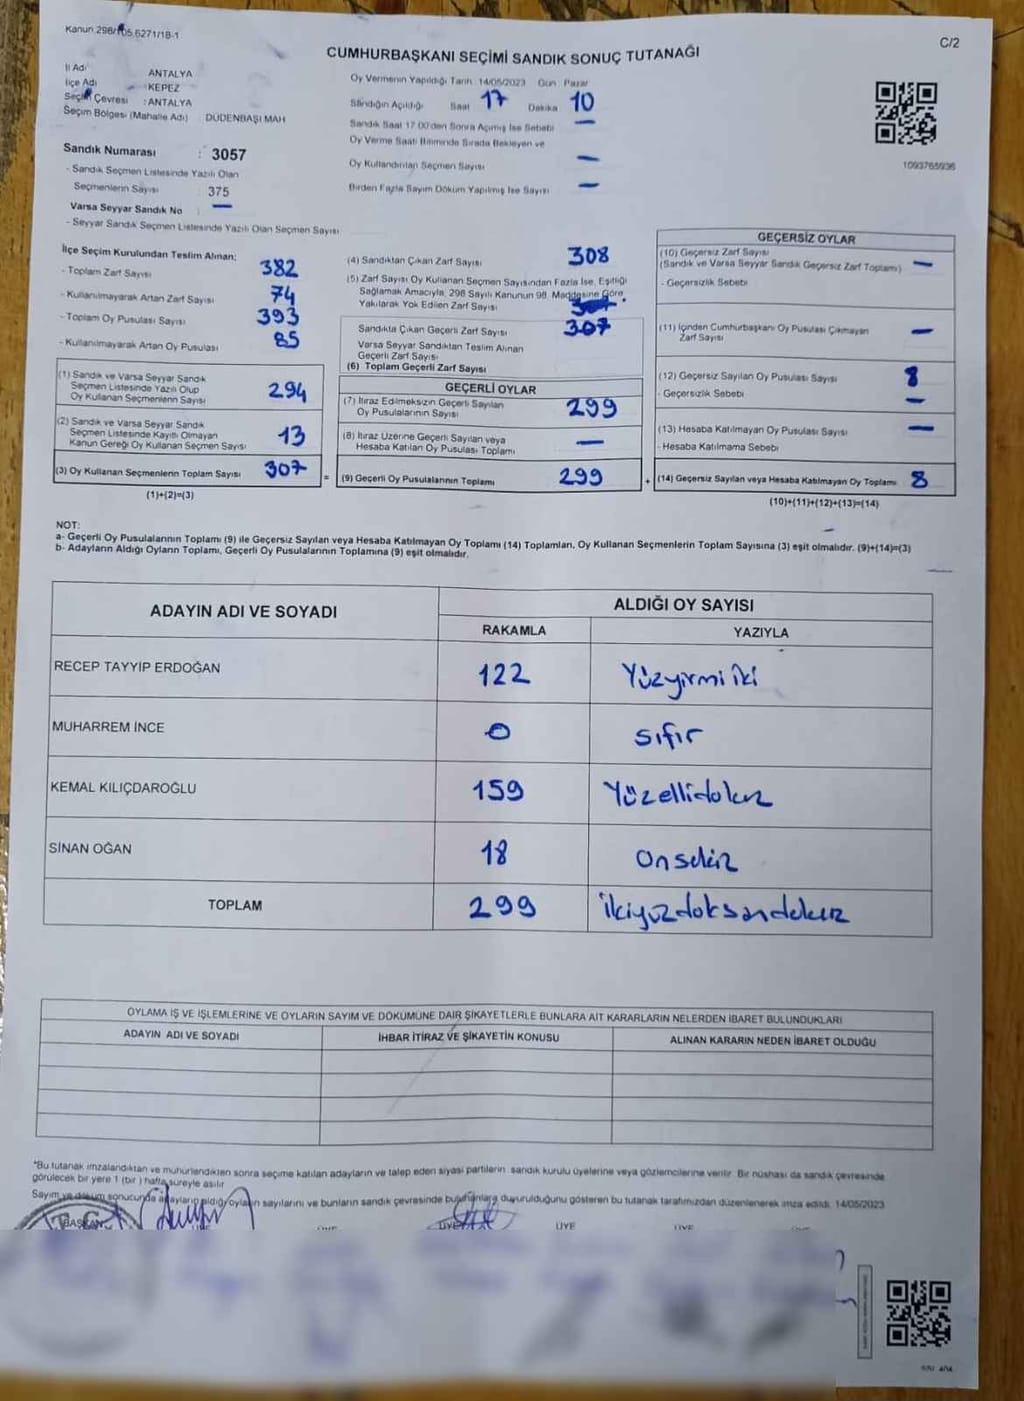 Kanun 298/105,6271/18-1
C/2
CUMHURBAŞKANI SEÇİMİ SANDIK SONUÇ TUTANAĞI
İl Adı ANTALYA
İlçe Adı : KEPEZ
Seçim Çevresi : ANTALYA
Seçim Bölgesi (Mahalle Adı) : DÜDENBAŞI MAH
Oy Vermenin Yapıldığı Tarih 14/05/2023 Gün Pazar
Sandığın Açıldığı Saat 17 Dakika 10
Sandık Saat 17.00'den Sonra Açılmış İse Sebebi —
Oy Verme Saati Bitiminde Sırada Bekleyen ve
Oy Kullandırılan Seçmen Sayısı —
Birden Fazla Sayım Döküm Yapılmış İse Sayısı —
1093765936
Sandık Numarası : 3057
- Sandık Seçmen Listesinde Yazılı Olan
Seçmenlerin Sayısı : 375
Varsa Seyyar Sandık No : —
- Seyyar Sandık Seçmen Listesinde Yazılı Olan Seçmen Sayısı
İlçe Seçim Kurulundan Teslim Alınan;
- Toplam Zarf Sayısı 382
- Kullanılmayarak Artan Zarf Sayısı 74
- Toplam Oy Pusulası Sayısı 393
- Kullanılmayarak Artan Oy Pusulası 85
(1) Sandık ve Varsa Seyyar Sandık
Seçmen Listesinde Yazılı Olup
Oy Kullanan Seçmenlerin Sayısı 294
(2) Sandık ve Varsa Seyyar Sandık
Seçmen Listesinde Kayıtlı Olmayan
Kanun Gereği Oy Kullanan Seçmen Sayısı 13
(3) Oy Kullanan Seçmenlerin Toplam Sayısı 307
(1)+(2)=(3)
(4) Sandıktan Çıkan Zarf Sayısı 308
(5) Zarf Sayısı Oy Kullanan Seçmen Sayısından Fazla İse, Eşitliği
Sağlamak Amacıyla, 298 Sayılı Kanunun 98. Maddesine Göre
Yakılarak Yok Edilen Zarf Sayısı
Sandıkta Çıkan Geçerli Zarf Sayısı 307
Varsa Seyyar Sandıktan Teslim Alınan
Geçerli Zarf Sayısı
(6) Toplam Geçerli Zarf Sayısı
GEÇERLİ OYLAR
(7) İtiraz Edilmeksizin Geçerli Sayılan
Oy Pusulalarının Sayısı 299
(8) İtiraz Üzerine Geçerli Sayılan veya
Hesaba Katılan Oy Pusulası Toplamı —
= (9) Geçerli Oy Pusulalarının Toplamı 299
GEÇERSİZ OYLAR
(10) Geçersiz Zarf Sayısı
(Sandık ve Varsa Seyyar Sandık Geçersiz Zarf Toplamı) —
- Geçersizlik Sebebi
(11) İçinden Cumhurbaşkanı Oy Pusulası Çıkmayan
Zarf Sayısı —
(12) Geçersiz Sayılan Oy Pusulası Sayısı 8
- Geçersizlik Sebebi —
(13) Hesaba Katılmayan Oy Pusulası Sayısı —
- Hesaba Katılmama Sebebi
+ (14) Geçersiz Sayılan veya Hesaba Katılmayan Oy Toplamı 8
(10)+(11)+(12)+(13)=(14)
NOT:
a- Geçerli Oy Pusulalarının Toplamı (9) ile Geçersiz Sayılan veya Hesaba Katılmayan Oy Toplamı (14) Toplamları, Oy Kullanan Seçmenlerin Toplam Sayısına (3) eşit olmalıdır. (9)+(14)=(3)
b- Adayların Aldığı Oyların Toplamı, Geçerli Oy Pusulalarının Toplamına (9) eşit olmalıdır.
ADAYIN ADI VE SOYADI
ALDIĞI OY SAYISI
RAKAMLA YAZIYLA
RECEP TAYYİP ERDOĞAN 122 Yüzyirmi iki
MUHARREM İNCE 0 sıfır
KEMAL KILIÇDAROĞLU 159 Yüzellidokuz
SİNAN OĞAN 18 Onsekiz
TOPLAM 299 ikiyüzdoksandokuz
OYLAMA İŞ VE İŞLEMLERİNE VE OYLARIN SAYIM VE DÖKÜMÜNE DAİR ŞİKAYETLERLE BUNLARA AİT KARARLARIN NELERDEN İBARET BULUNDUKLARI
ADAYIN ADI VE SOYADI İHBAR İTİRAZ VE ŞİKAYETİN KONUSU ALINAN KARARIN NEDEN İBARET OLDUĞU
*Bu tutanak imzalandıktan ve mühürlendikten sonra seçime katılan adayların ve talep eden siyasi partilerin sandık kurulu üyelerine veya gözlemcilerine verilir. Bir nüshası da sandık çevresinde
görülecek bir yere 1 (bir) hafta süreyle asılır
Sayım ve döküm sonucunda adayların aldığı oyların sayılarını ve bunların sandık çevresinde bulunanlara duyurulduğunu gösteren bu tutanak tarafımızdan düzenlenerek imza edildi. 14/05/2023
BAŞKAN ÜYE ÜYE